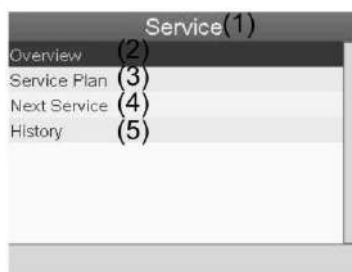 Service(1)
Overview (2)
Service Plan (3)
Next Service (4)
History (5)